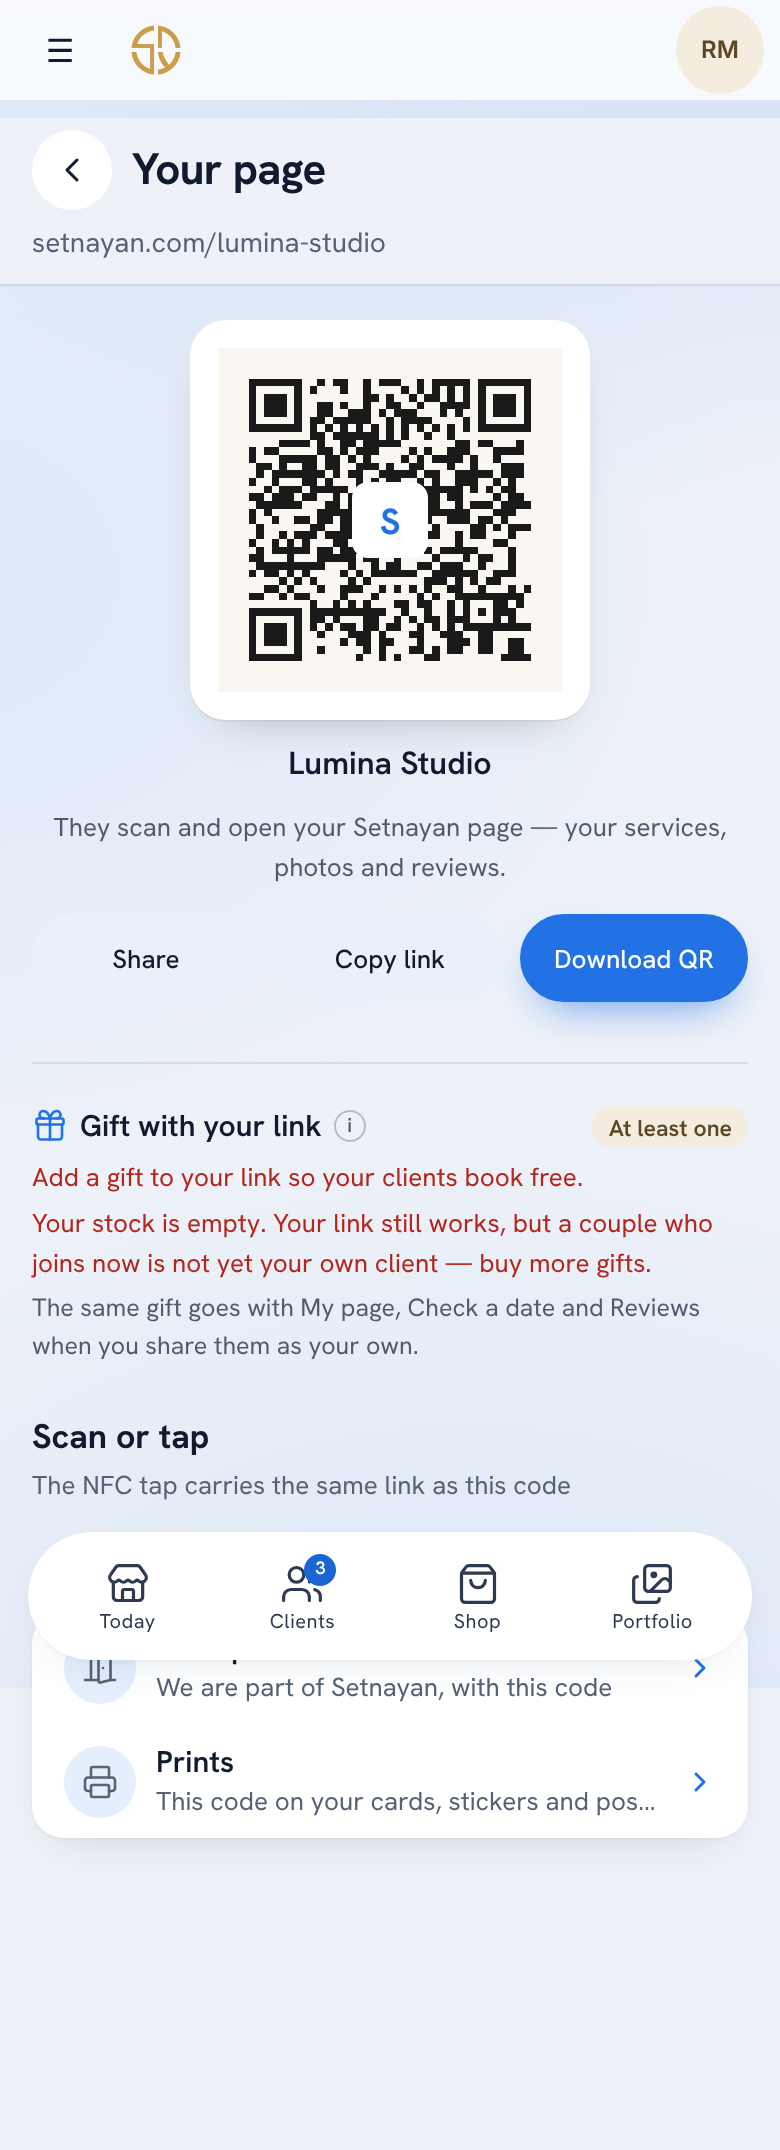 RM
Your page
setnayan.com/lumina-studio
S
Lumina Studio
They scan and open your Setnayan page — your services,
photos and reviews.
Share
Copy link
Download QR
Gift with your link
i
At least one
Add a gift to your link so your clients book free.
Your stock is empty. Your link still works, but a couple who
joins now is not yet your own client — buy more gifts.
The same gift goes with My page, Check a date and Reviews
when you share them as your own.
Scan or tap
The NFC tap carries the same link as this code
3
Today
Clients
Shop
Portfolio
We are part of Setnayan, with this code
Prints
This code on your cards, stickers and pos...